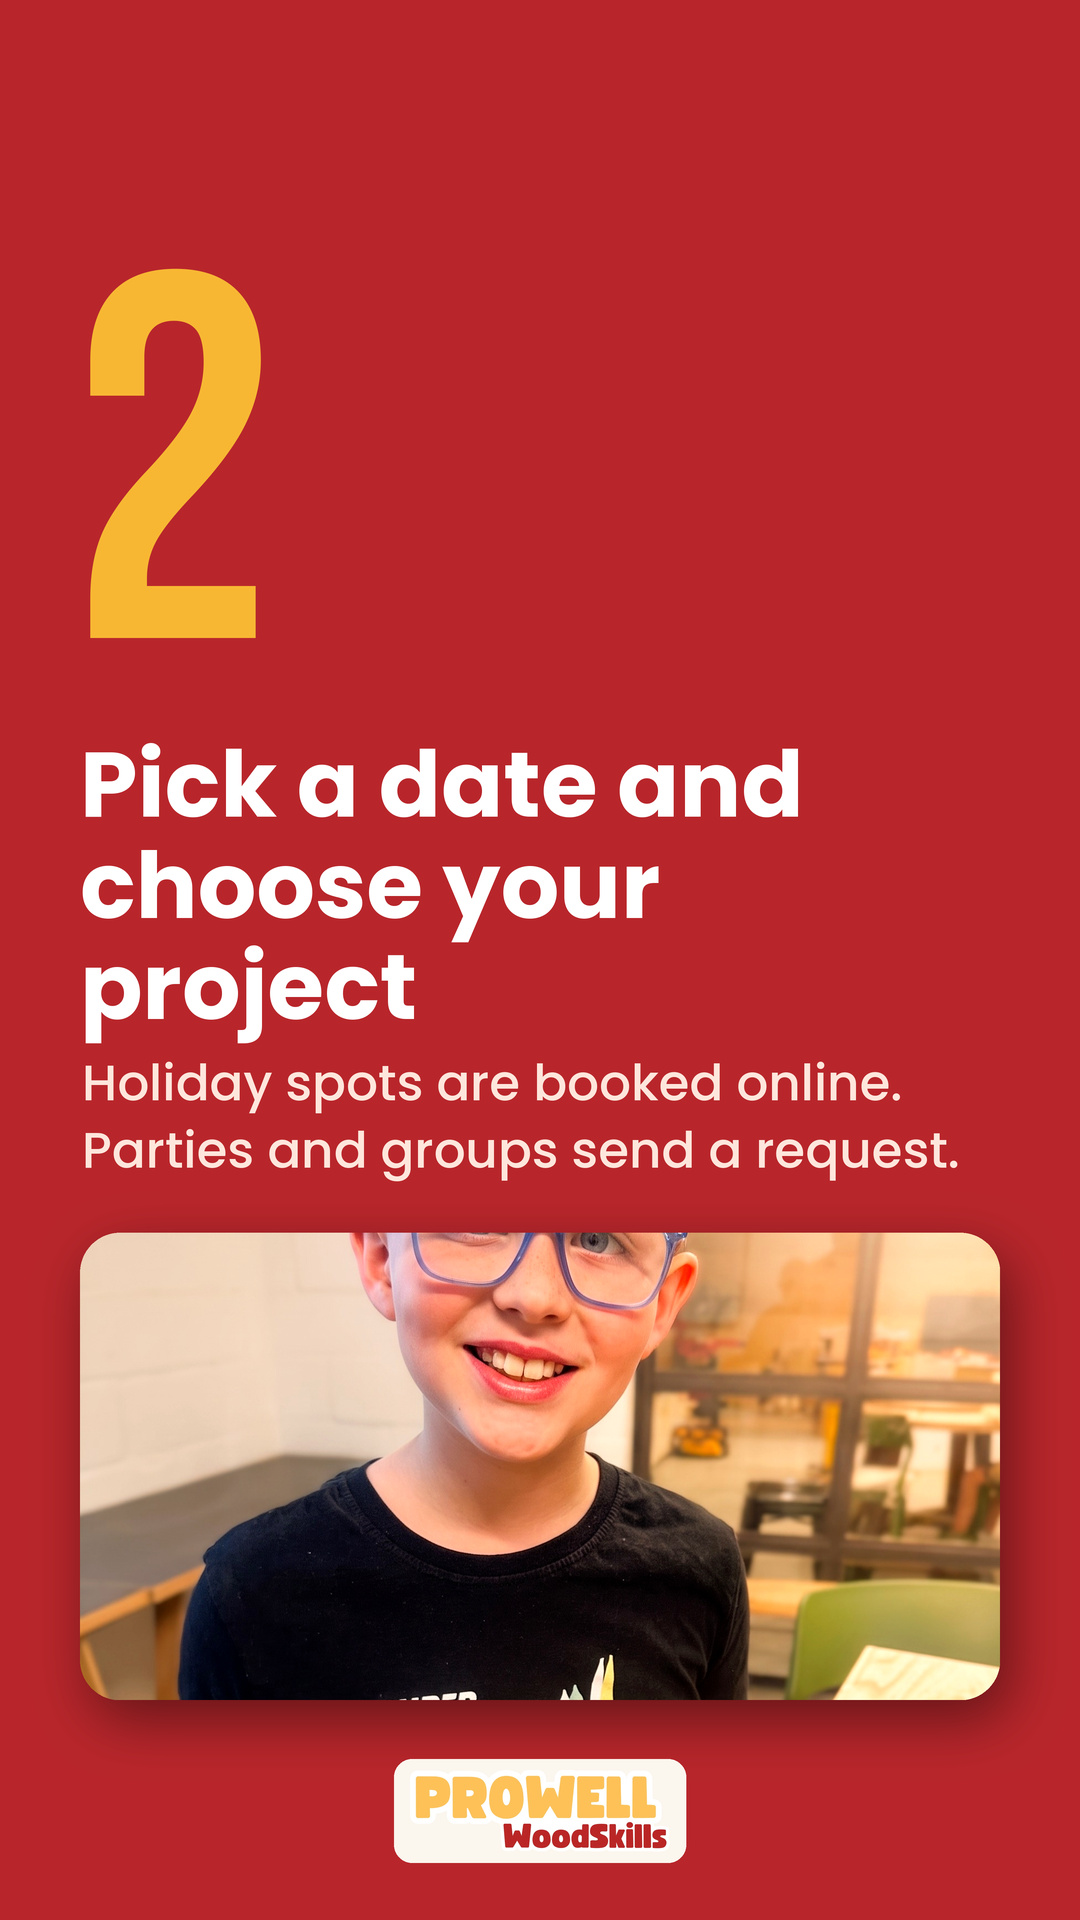 2
Pick a date and
choose your
project
Holiday spots are booked online.
Parties and groups send a request.
PROWELL
WoodSkills